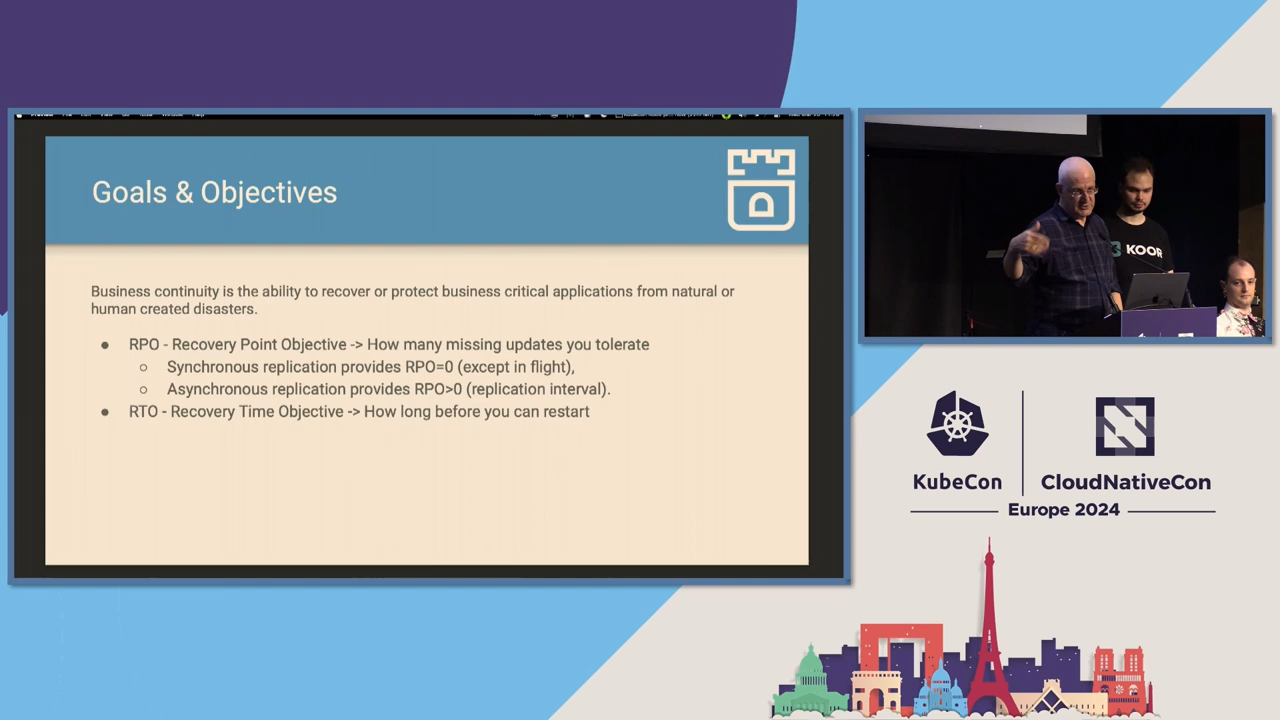 Goals & Objectives
Business continuity is the ability to recover or protect business critical applications from natural or
human created disasters.
● RPO - Recovery Point Objective -> How many missing updates you tolerate
○ Synchronous replication provides RPO=0 (except in flight),
○ Asynchronous replication provides RPO>0 (replication interval).
● RTO - Recovery Time Objective -> How long before you can restart
KOOR
KubeCon
CloudNativeCon
Europe 2024